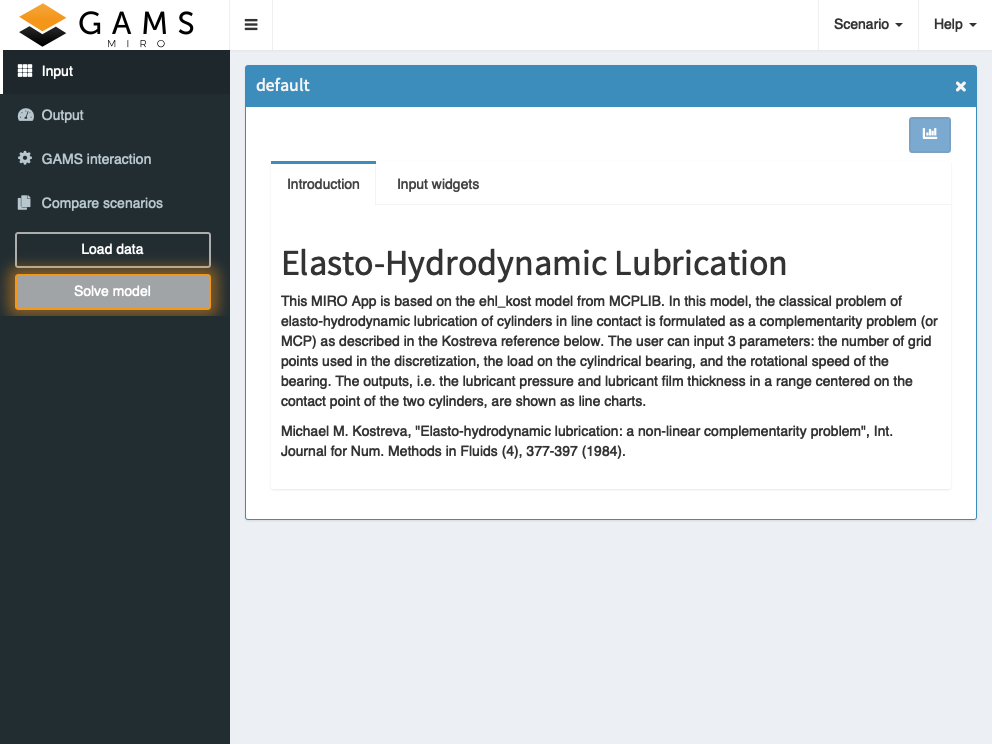 GAMS
MIRO
Scenario
Help
Input
Output
GAMS interaction
Compare scenarios
Load data
Solve model
default
Introduction
Input widgets
Elasto-Hydrodynamic Lubrication
This MIRO App is based on the ehl_kost model from MCPLIB. In this model, the classical problem of
elasto-hydrodynamic lubrication of cylinders in line contact is formulated as a complementarity problem (or
MCP) as described in the Kostreva reference below. The user can input 3 parameters: the number of grid
points used in the discretization, the load on the cylindrical bearing, and the rotational speed of the
bearing. The outputs, i.e. the lubricant pressure and lubricant film thickness in a range centered on the
contact point of the two cylinders, are shown as line charts.
Michael M. Kostreva, "Elasto-hydrodynamic lubrication: a non-linear complementarity problem", Int.
Journal for Num. Methods in Fluids (4), 377-397 (1984).